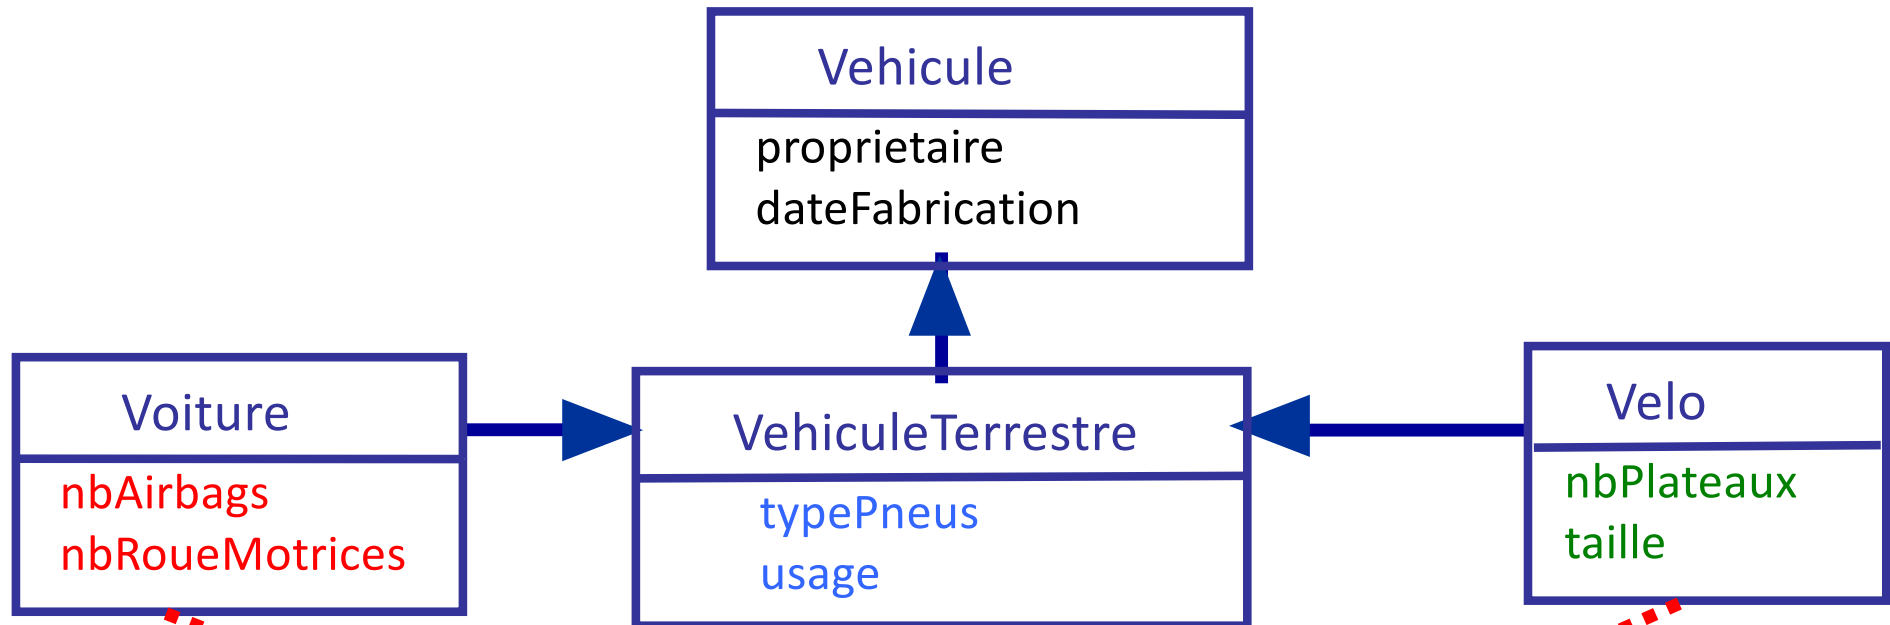 Vehicule
proprietaire
dateFabrication
Voiture
nbAirbags
nbRoueMotrices
VehiculeTerrestre
typePneus
usage
Velo
nbPlateaux
taille